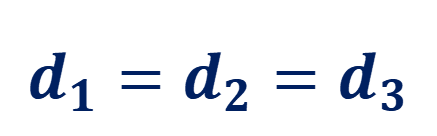 d₁ = d₂ = d₃